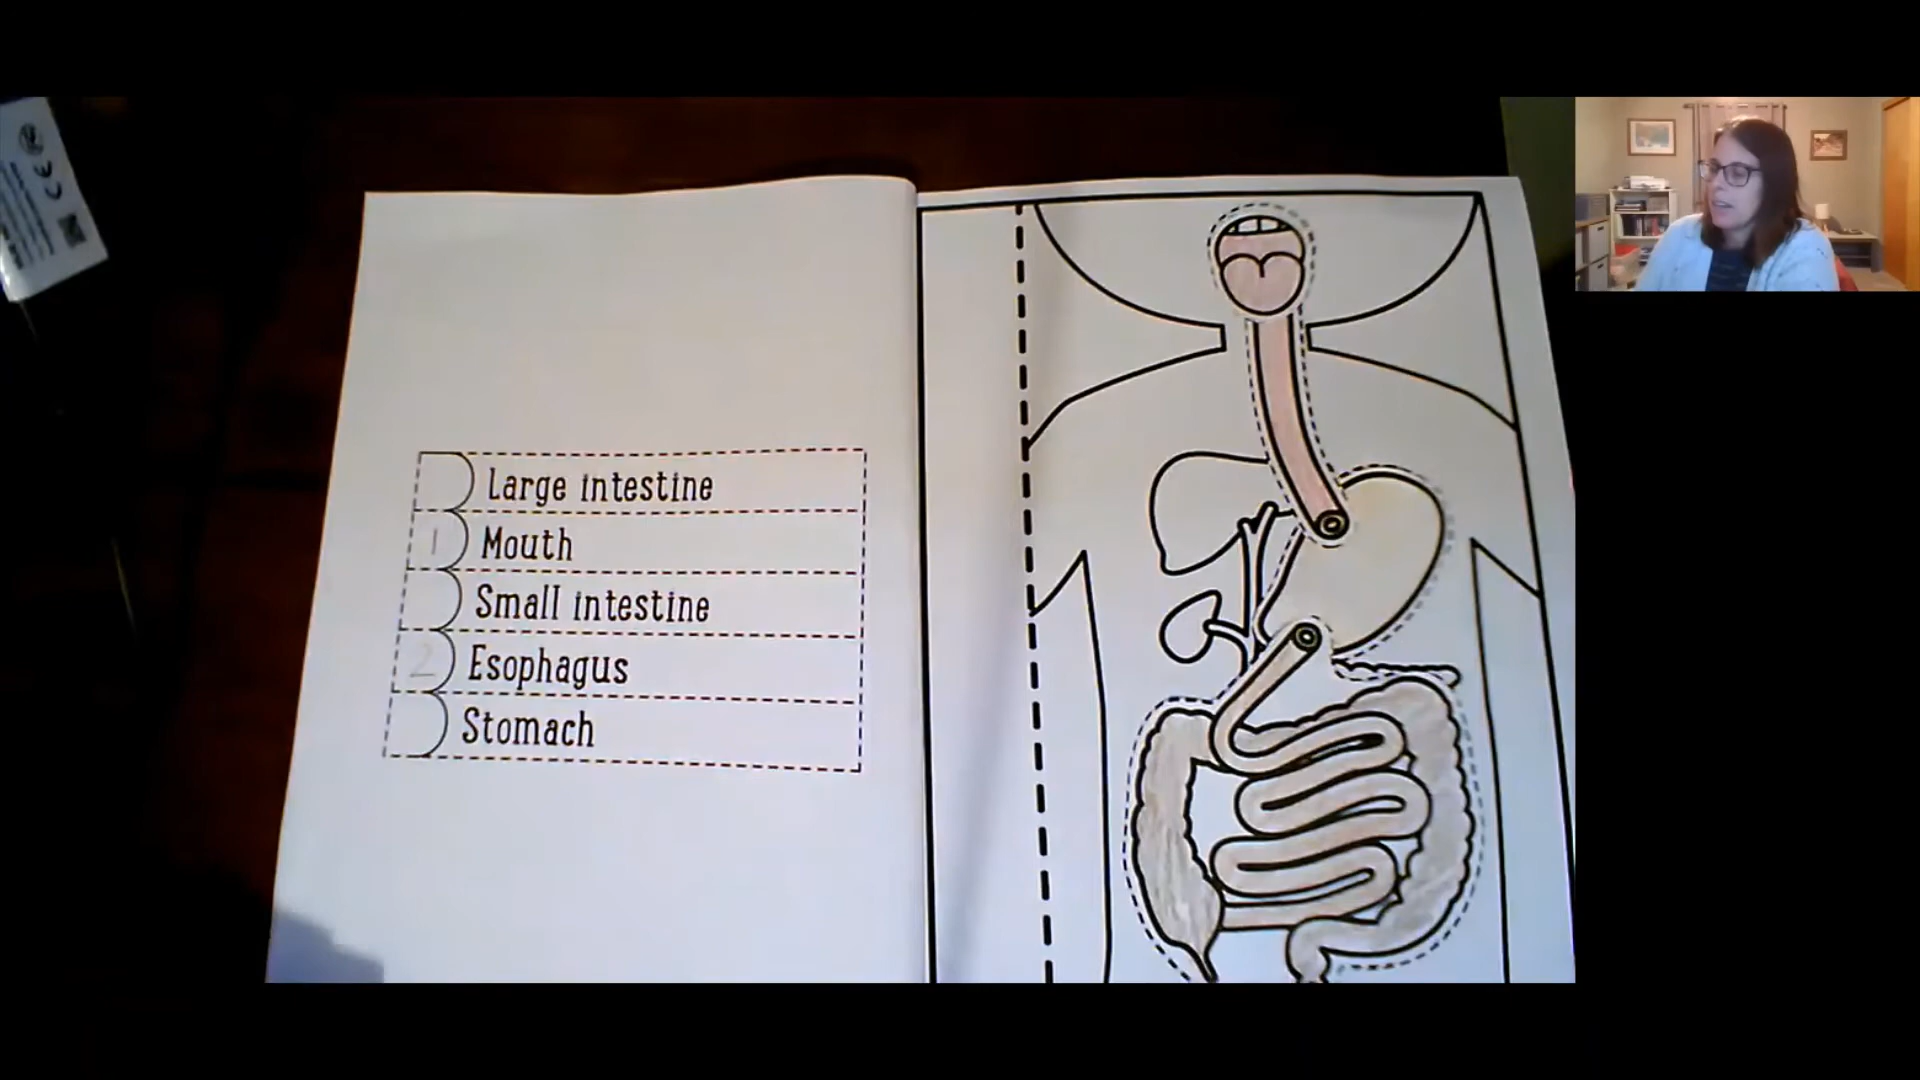 Large intestine
1 Mouth
Small intestine
2 Esophagus
Stomach